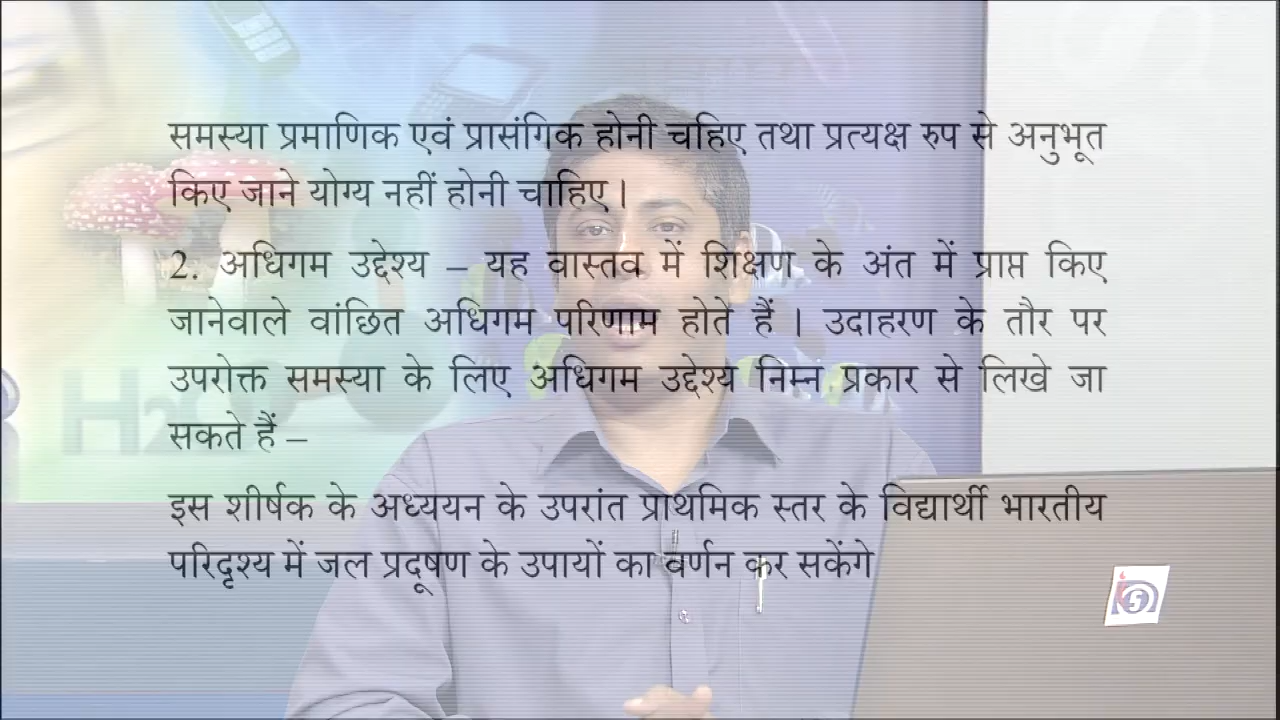 समस्या प्रमाणिक एवं प्रासंगिक होनी चहिए तथा प्रत्यक्ष रुप से अनुभूत
किए जाने योग्य नहीं होनी चाहिए ।
2. अधिगम उद्देश्य – यह वास्तव में शिक्षण के अंत में प्राप्त किए
जानेवाले वांछित अधिगम परिणाम होते हैं । उदाहरण के तौर पर
उपरोक्त समस्या के लिए अधिगम उद्देश्य निम्न प्रकार से लिखे जा
सकते हैं –
H2O
इस शीर्षक के अध्ययन के उपरांत प्राथमिक स्तर के विद्यार्थी भारतीय
परिदृश्य में जल प्रदूषण के उपायों का वर्णन कर सकेंगे